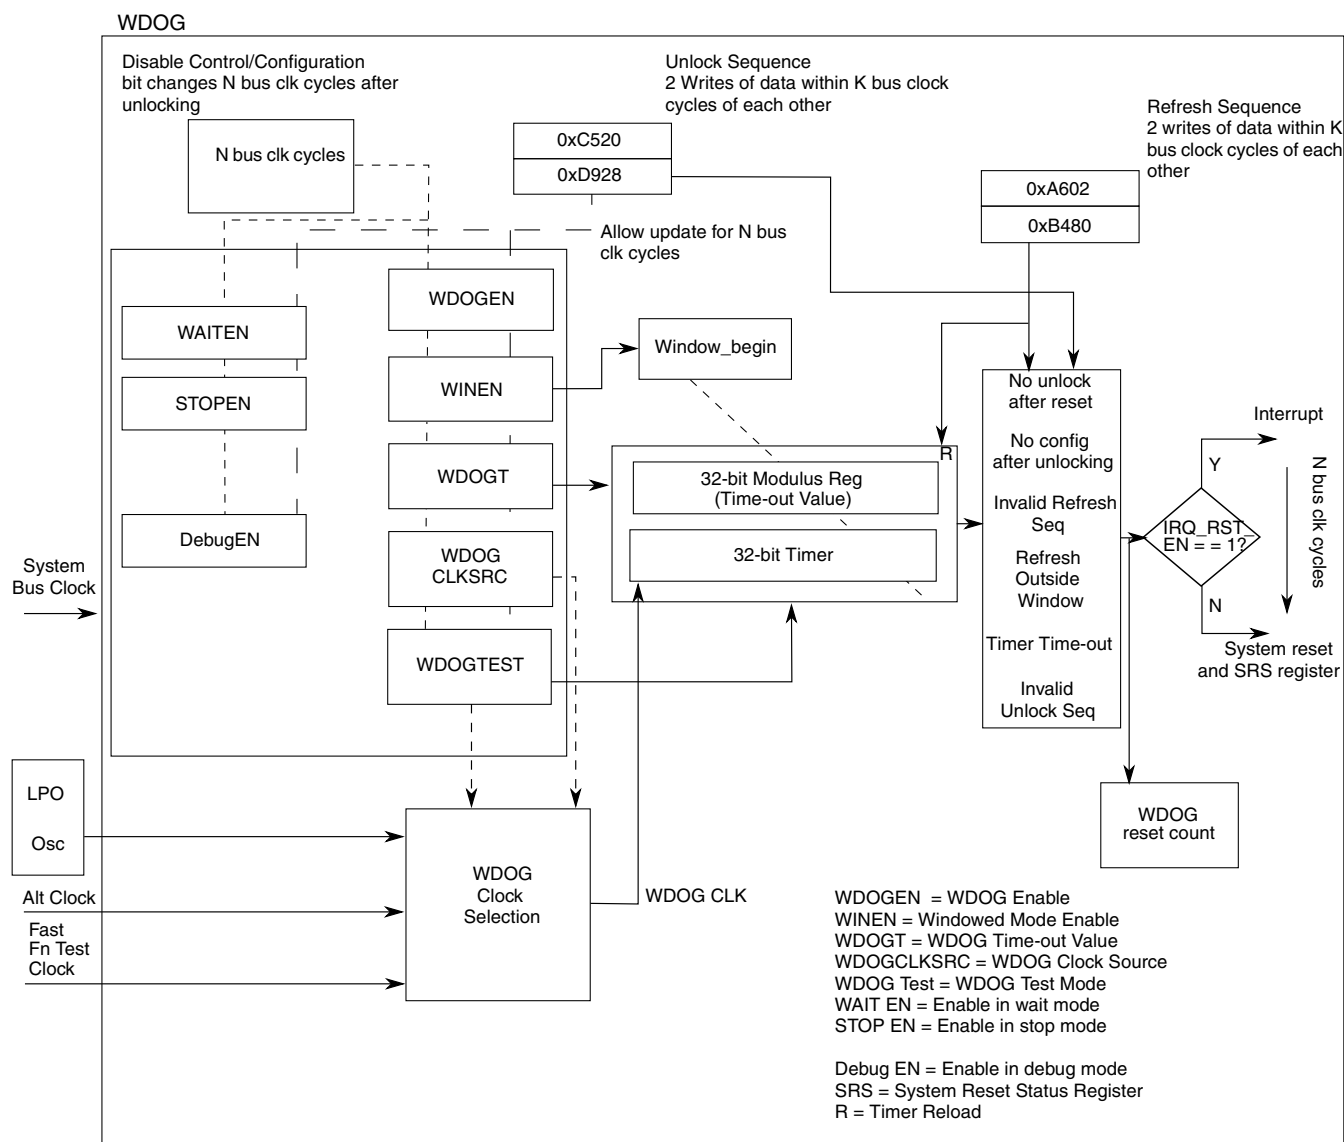 WDOG
Disable Control/Configuration
bit changes N bus clk cycles after
unlocking
Unlock Sequence
2 Writes of data within K bus clock
cycles of each other
Refresh Sequence
2 writes of data within K
bus clock cycles of each
other
N bus clk cycles
0xC520
0xD928
0xA602
0xB480
Allow update for N bus
clk cycles
WDOGEN
WAITEN
WINEN
Window_begin
STOPEN
WDOGT
DebugEN
WDOG
CLKSRC
WDOGTEST
R
32-bit Modulus Reg
(Time-out Value)
32-bit Timer
No unlock
after reset
No config
after unlocking
Invalid Refresh
Seq
Refresh
Outside
Window
Timer Time-out
Invalid
Unlock Seq
Interrupt
Y
IRQ_RST_
EN = = 1?
N
N bus clk cycles
System reset
and SRS register
System
Bus Clock
LPO
Osc
Alt Clock
Fast
Fn Test
Clock
WDOG
Clock
Selection
WDOG CLK
WDOG
reset count
WDOGEN = WDOG Enable
WINEN = Windowed Mode Enable
WDOGT = WDOG Time-out Value
WDOGCLKSRC = WDOG Clock Source
WDOG Test = WDOG Test Mode
WAIT EN = Enable in wait mode
STOP EN = Enable in stop mode
Debug EN = Enable in debug mode
SRS = System Reset Status Register
R = Timer Reload